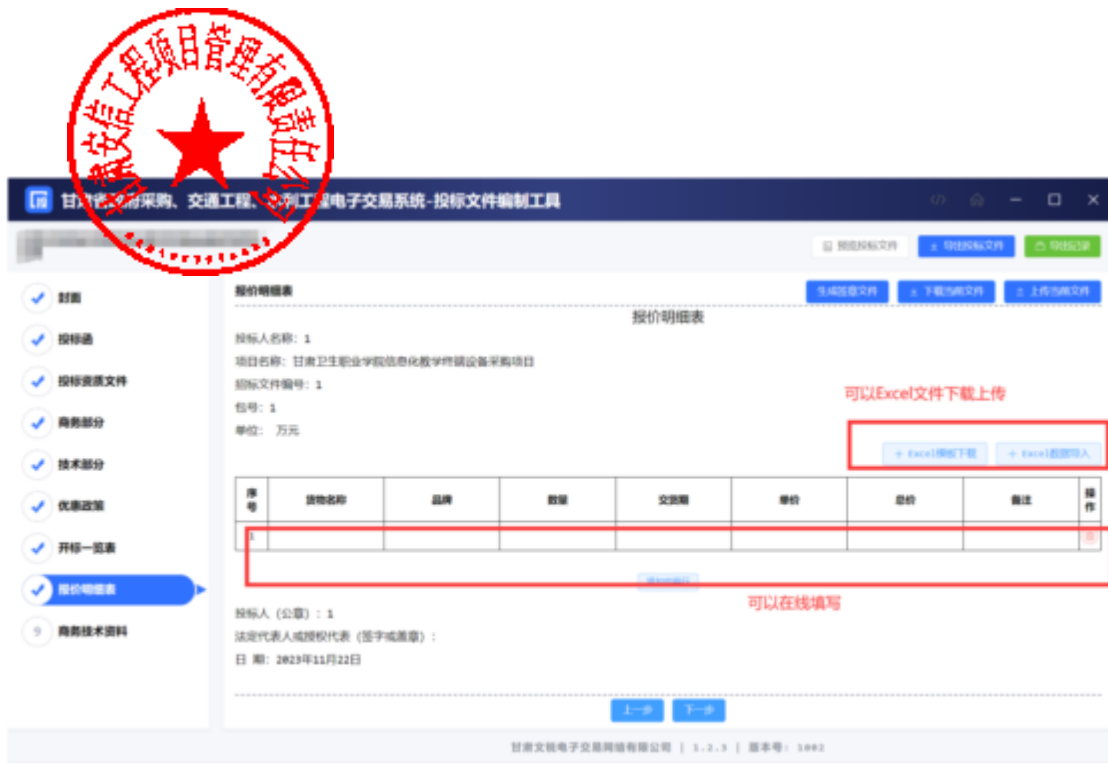 甘肃安信工程项目管理有限责任公司
甘肃省政府采购、交通工程、水利工程电子交易系统-投标文件编制工具
预览投标文件 导出投标文件 导出记录
封面
投标函
投标资质文件
商务部分
技术部分
优惠政策
开标一览表
报价明细表
9 商务技术资料
报价明细表 生成签章文件 下载当前文件 上传当前文件
报价明细表
投标人名称：1
项目名称：甘肃卫生职业学院信息化教学终端设备采购项目
招标文件编号：1
包号：1
单位： 万元
可以Excel文件下载上传
+ Excel模板下载 + Excel数据导入
序号 货物名称 品牌 数量 交货期 单价 总价 备注 操作
1
可以在线填写
投标人（公章）：1
法定代表人或授权代表（签字或盖章）：
日 期：2023年11月22日
上一步 下一步
甘肃文锐电子交易网络有限公司 | 1.2.3 | 版本号：1002